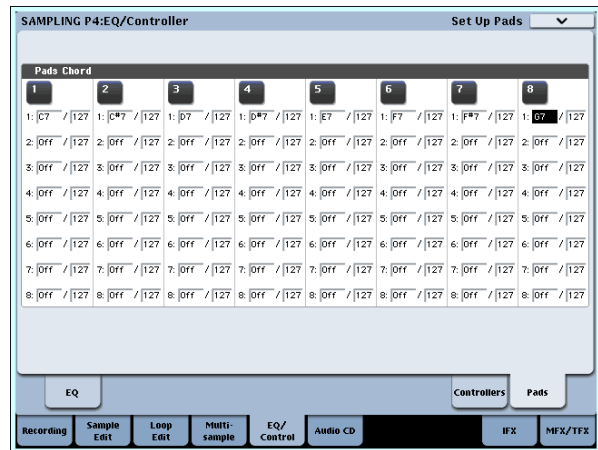 SAMPLING P4:EQ/Controller Set Up Pads
Pads Chord
1 2 3 4 5 6 7 8
1: C7 / 127 1: C#7 / 127 1: D7 / 127 1: D#7 / 127 1: E7 / 127 1: F7 / 127 1: F#7 / 127 1: G7 / 127
2: Off / 127 2: Off / 127 2: Off / 127 2: Off / 127 2: Off / 127 2: Off / 127 2: Off / 127 2: Off / 127
3: Off / 127 3: Off / 127 3: Off / 127 3: Off / 127 3: Off / 127 3: Off / 127 3: Off / 127 3: Off / 127
4: Off / 127 4: Off / 127 4: Off / 127 4: Off / 127 4: Off / 127 4: Off / 127 4: Off / 127 4: Off / 127
5: Off / 127 5: Off / 127 5: Off / 127 5: Off / 127 5: Off / 127 5: Off / 127 5: Off / 127 5: Off / 127
6: Off / 127 6: Off / 127 6: Off / 127 6: Off / 127 6: Off / 127 6: Off / 127 6: Off / 127 6: Off / 127
7: Off / 127 7: Off / 127 7: Off / 127 7: Off / 127 7: Off / 127 7: Off / 127 7: Off / 127 7: Off / 127
8: Off / 127 8: Off / 127 8: Off / 127 8: Off / 127 8: Off / 127 8: Off / 127 8: Off / 127 8: Off / 127
EQ Controllers Pads
Recording Sample Edit Loop Edit Multi-sample EQ/Control Audio CD IFX MFX/TFX